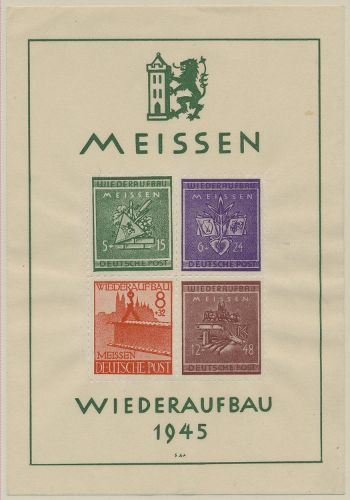 MEISSEN
WIEDERAUFBAU
MEISSEN
5+ 15
DEUTSCHE POST
WIEDERAUFBAU
MEISSEN
6+ 24
DEUTSCHE POST
WIEDERAUFBAU
8
+32
MEISSEN
DEUTSCHE POST
WIEDERAUFBAU
MEISSEN
12+ 48
DEUTSCHE POST
WIEDERAUFBAU
1945